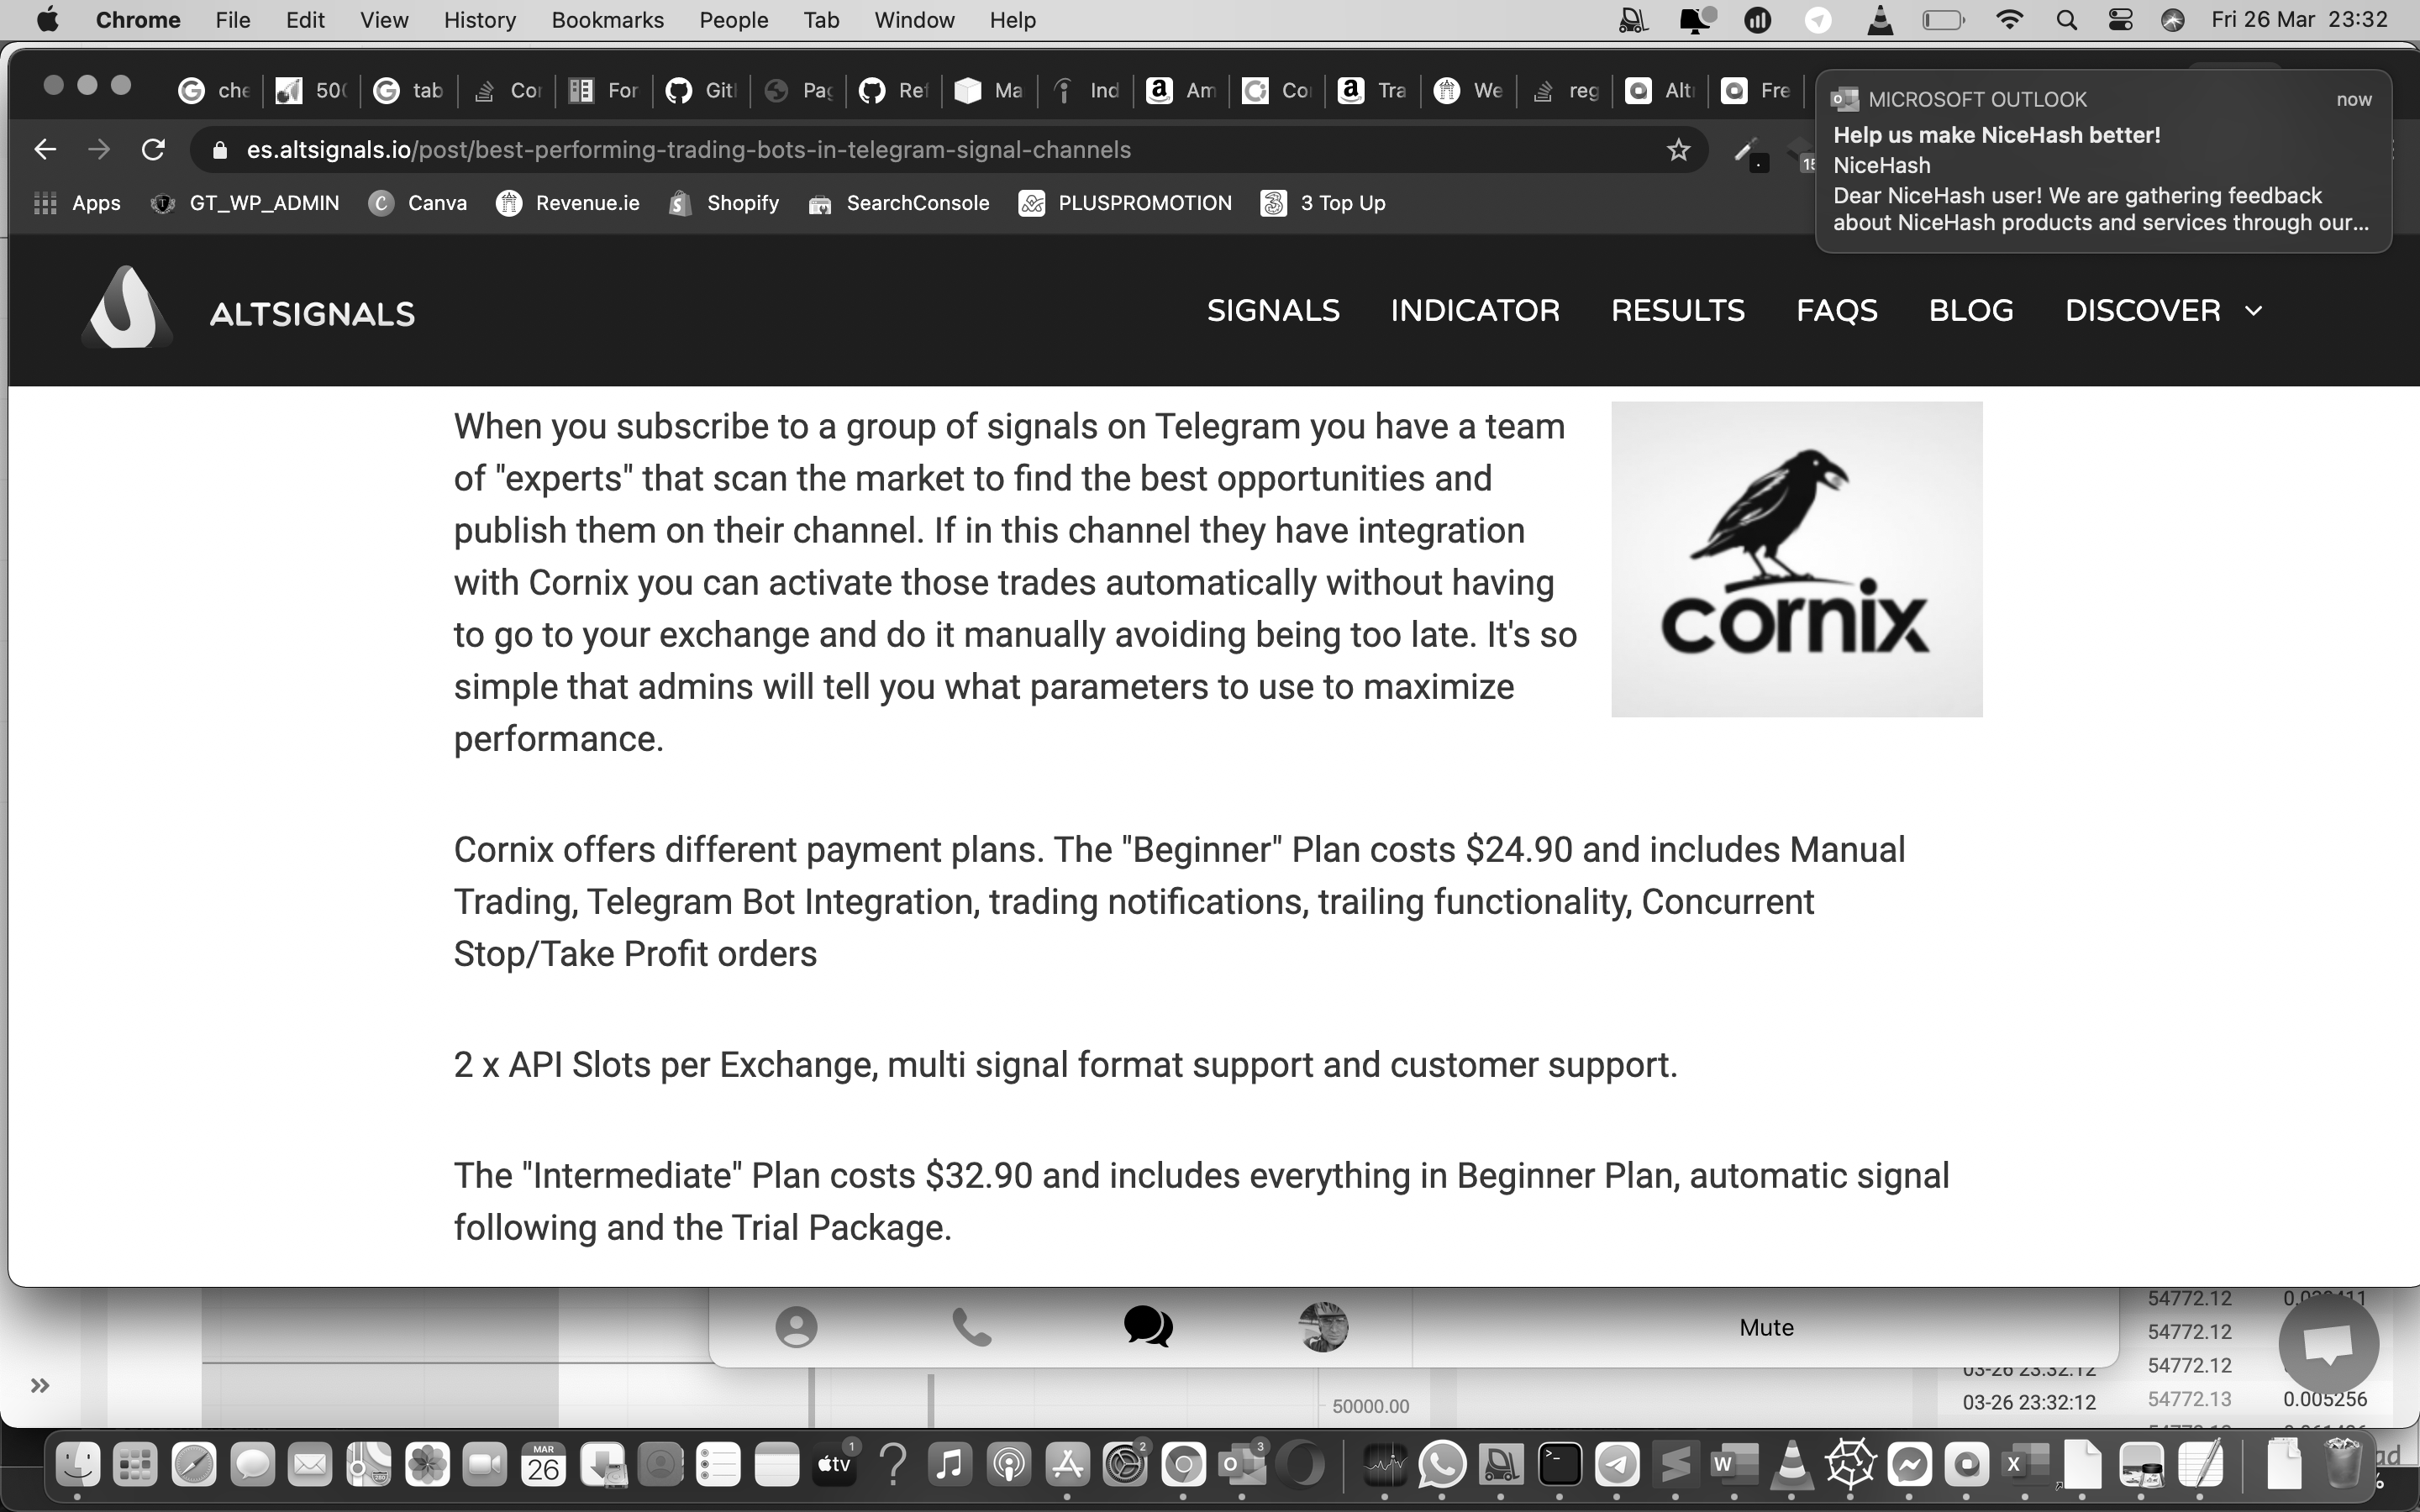 Chrome File Edit View History Bookmarks People Tab Window Help Fri 26 Mar 23:32
che 50 tab Cor For Git Pag Ref Ma Ind Am Co Tra We reg Alt Fre
MICROSOFT OUTLOOK now
Help us make NiceHash better!
NiceHash
Dear NiceHash user! We are gathering feedback
about NiceHash products and services through our...
es.altsignals.io/post/best-performing-trading-bots-in-telegram-signal-channels
Apps GT_WP_ADMIN Canva Revenue.ie Shopify SearchConsole PLUSPROMOTION 3 Top Up
ALTSIGNALS SIGNALS INDICATOR RESULTS FAQS BLOG DISCOVER
When you subscribe to a group of signals on Telegram you have a team
of "experts" that scan the market to find the best opportunities and
publish them on their channel. If in this channel they have integration
with Cornix you can activate those trades automatically without having
to go to your exchange and do it manually avoiding being too late. It's so
simple that admins will tell you what parameters to use to maximize
performance.
cornix
Cornix offers different payment plans. The "Beginner" Plan costs $24.90 and includes Manual
Trading, Telegram Bot Integration, trading notifications, trailing functionality, Concurrent
Stop/Take Profit orders
2 x API Slots per Exchange, multi signal format support and customer support.
The "Intermediate" Plan costs $32.90 and includes everything in Beginner Plan, automatic signal
following and the Trial Package.
54772.12
54772.12
Mute
03-26 23:32:12 54772.12
03-26 23:32:12 54772.13 0.005256
50000.00
MAR
26
tv 1
2
3
W
X